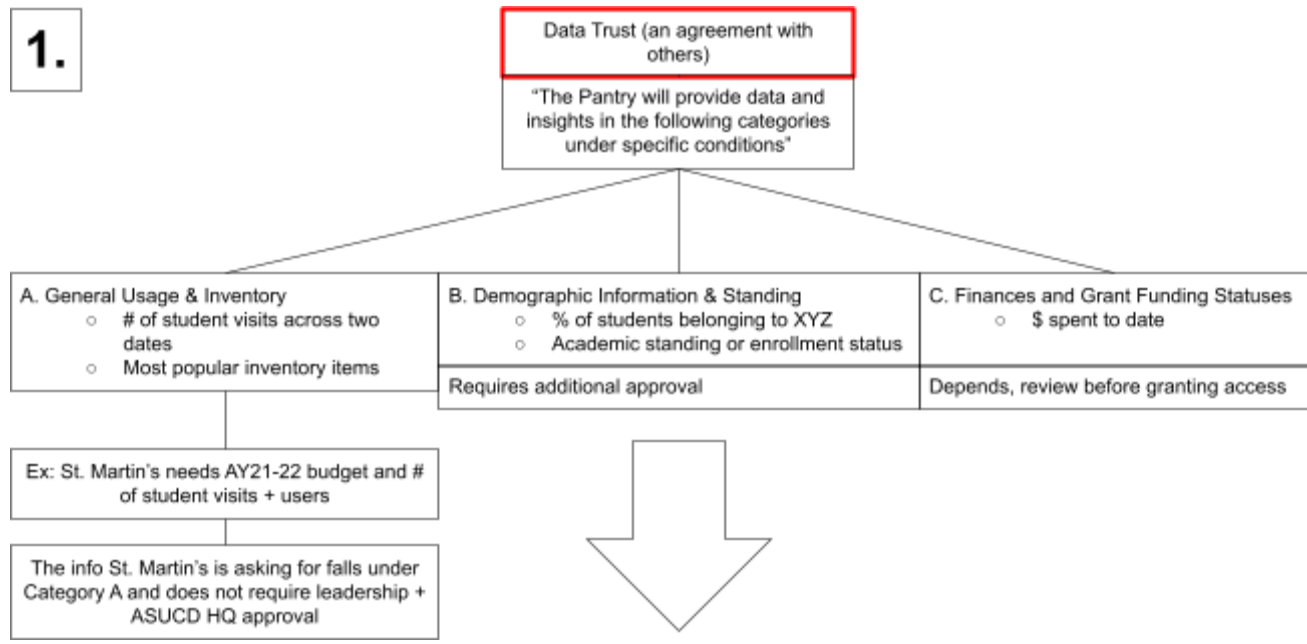 1.
Data Trust (an agreement with
others)
“The Pantry will provide data and
insights in the following categories
under specific conditions”
A. General Usage & Inventory
○ # of student visits across two
dates
○ Most popular inventory items
B. Demographic Information & Standing
○ % of students belonging to XYZ
○ Academic standing or enrollment status
Requires additional approval
C. Finances and Grant Funding Statuses
○ $ spent to date
Depends, review before granting access
Ex: St. Martin’s needs AY21-22 budget and #
of student visits + users
The info St. Martin’s is asking for falls under
Category A and does not require leadership +
ASUCD HQ approval